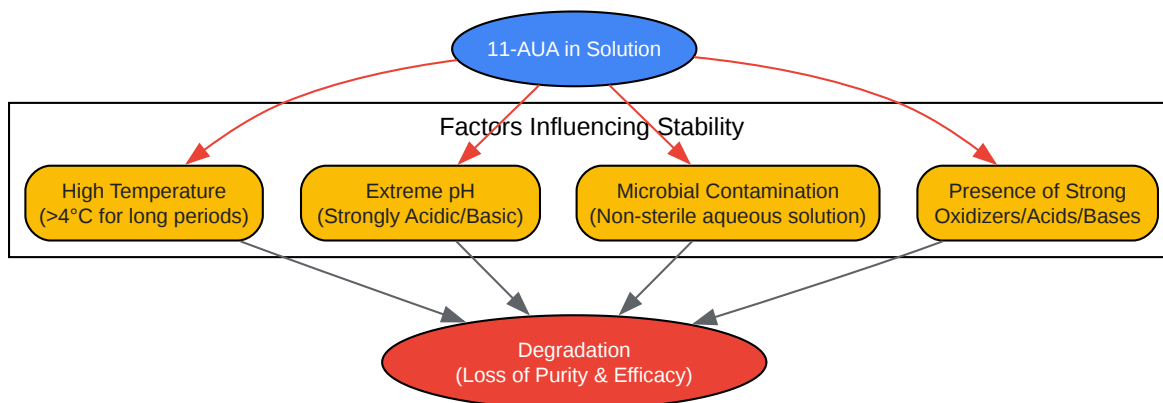 11-AUA in Solution
Factors Influencing Stability
High Temperature
(>4°C for long periods)
Extreme pH
(Strongly Acidic/Basic)
Microbial Contamination
(Non-sterile aqueous solution)
Presence of Strong
Oxidizers/Acids/Bases
Degradation
(Loss of Purity & Efficacy)